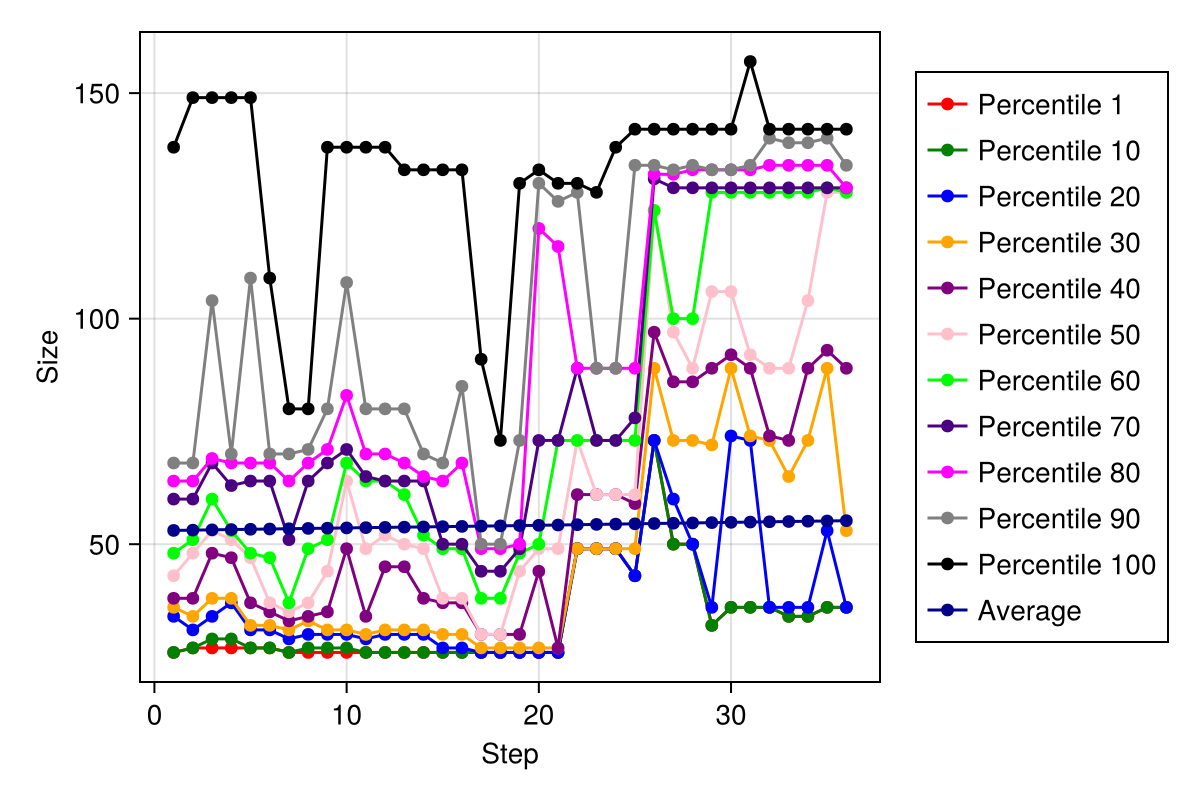 150
100
50
Size
0
10
20
30
Step
Percentile 1
Percentile 10
Percentile 20
Percentile 30
Percentile 40
Percentile 50
Percentile 60
Percentile 70
Percentile 80
Percentile 90
Percentile 100
Average